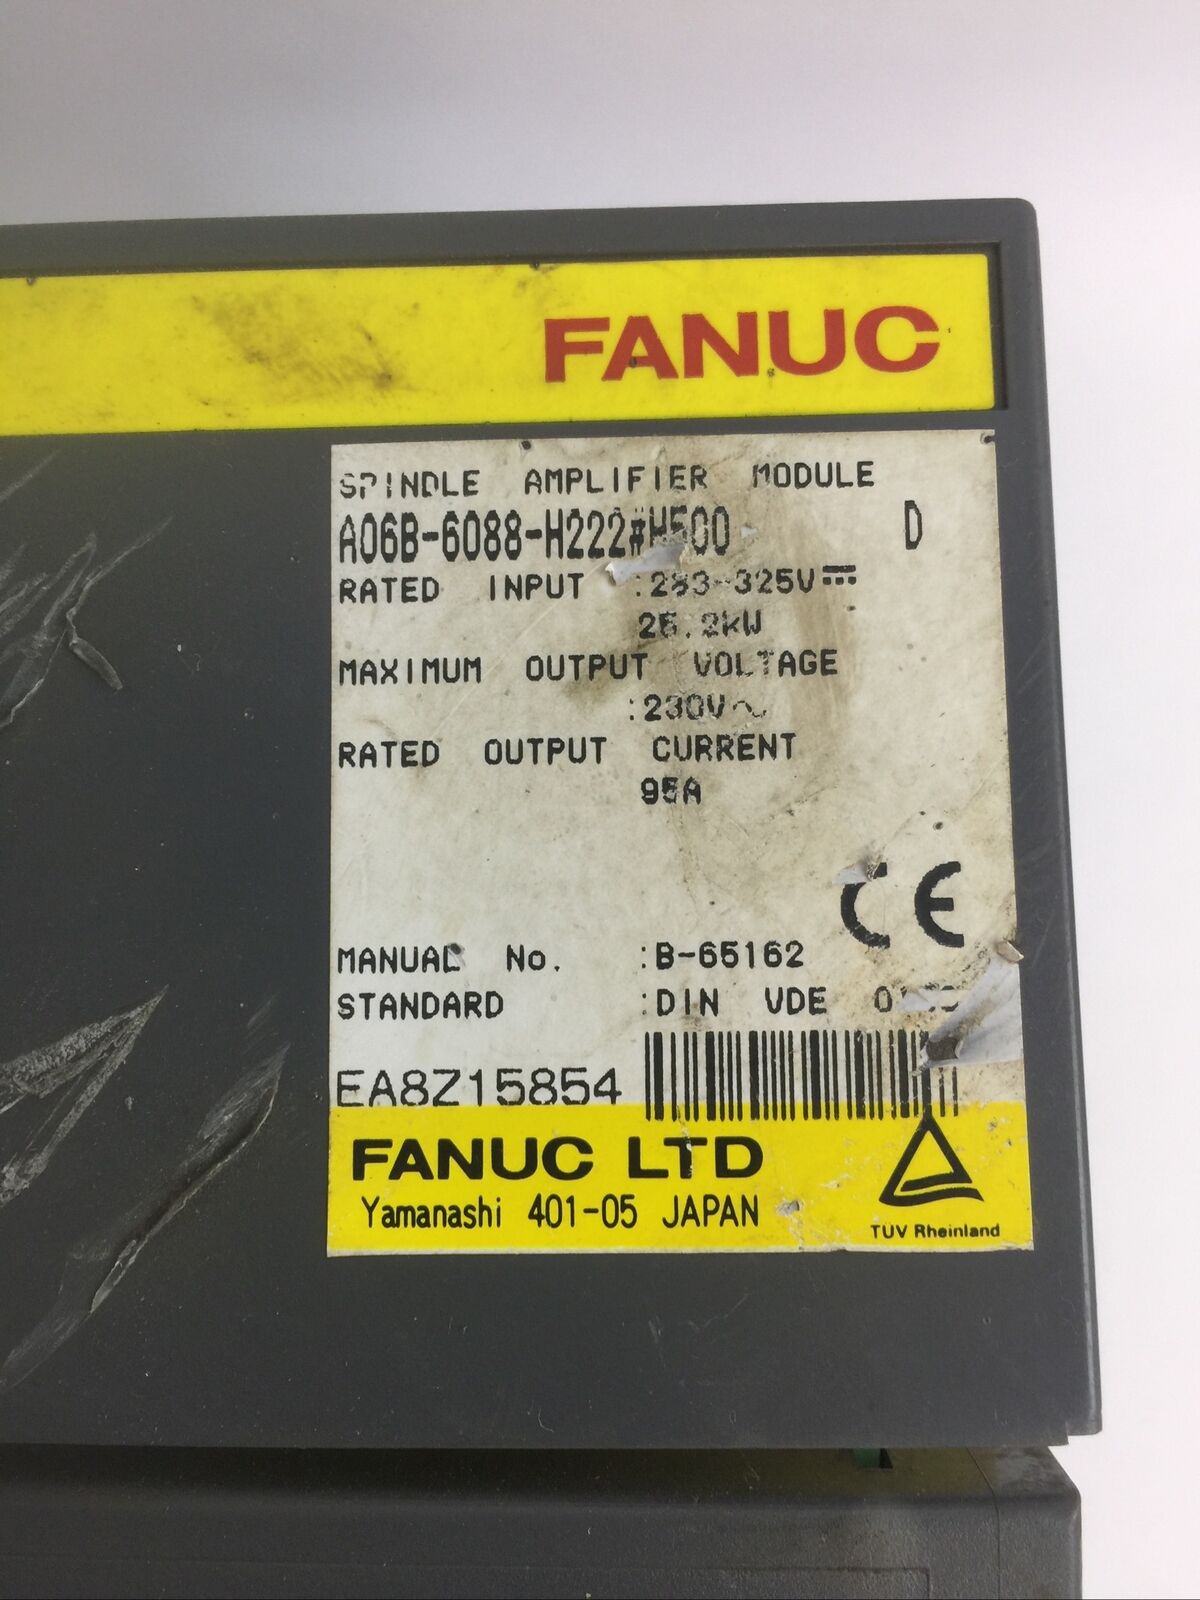 FANUC
SPINDLE AMPLIFIER MODULE
A06B-6088-H222#H500 D
RATED INPUT :283-325V
26.2kW
MAXIMUM OUTPUT VOLTAGE
:230V~
RATED OUTPUT CURRENT
95A
CE
MANUAL No. :B-65162
STANDARD :DIN VDE
EA8Z15854
FANUC LTD
Yamanashi 401-05 JAPAN
TUV Rheinland